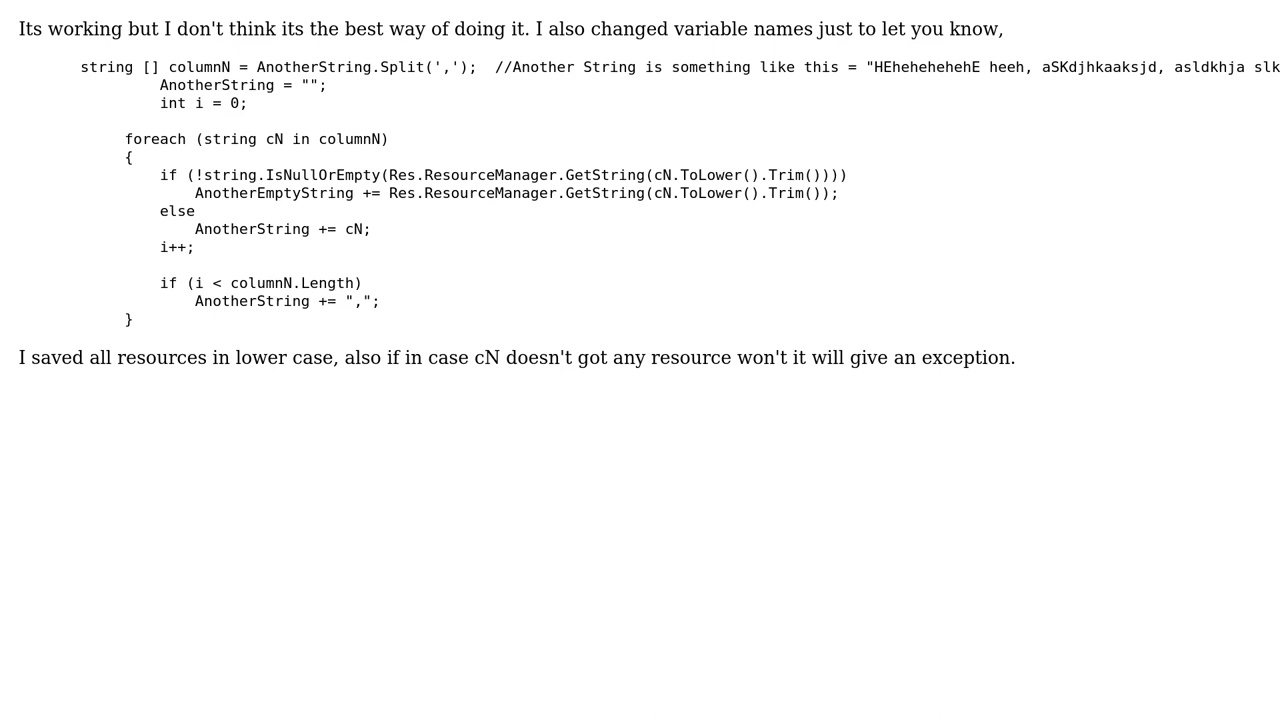 Its working but I don't think its the best way of doing it. I also changed variable names just to let you know,
string [] columnN = AnotherString.Split(',');  //Another String is something like this = "HEhehehehehE heeh, aSKdjhkaaksjd, asldkhja slk
AnotherString = "";
int i = 0;
foreach (string cN in columnN)
{
if (!string.IsNullOrEmpty(Res.ResourceManager.GetString(cN.ToLower().Trim())))
AnotherEmptyString += Res.ResourceManager.GetString(cN.ToLower().Trim());
else
AnotherString += cN;
i++;
if (i < columnN.Length)
AnotherString += ",";
}
I saved all resources in lower case, also if in case cN doesn't got any resource won't it will give an exception.